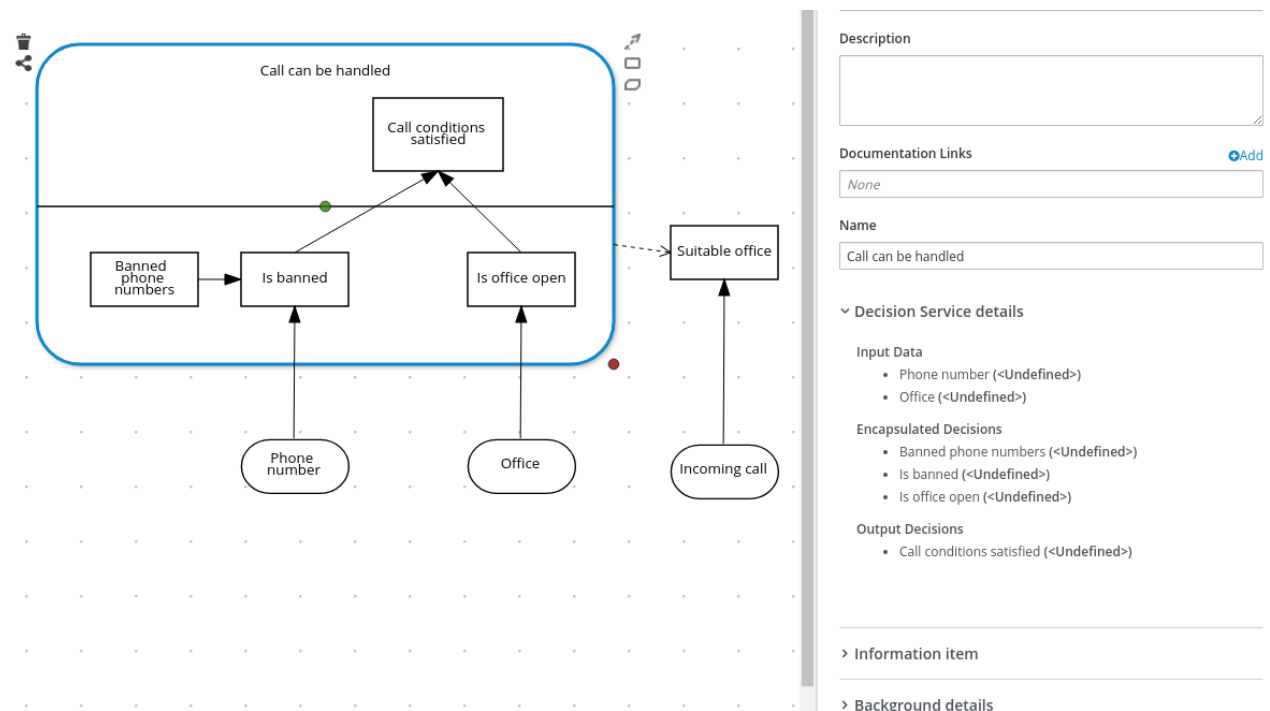 Call can be handled
Call conditions
satisfied
Banned
phone
numbers
Is banned
Is office open
Suitable office
Phone
number
Office
Incoming call
Description
Documentation Links
Add
None
Name
Call can be handled
Decision Service details
Input Data
Phone number (<Undefined>)
Office (<Undefined>)
Encapsulated Decisions
Banned phone numbers (<Undefined>)
Is banned (<Undefined>)
Is office open (<Undefined>)
Output Decisions
Call conditions satisfied (<Undefined>)
Information item
Background details